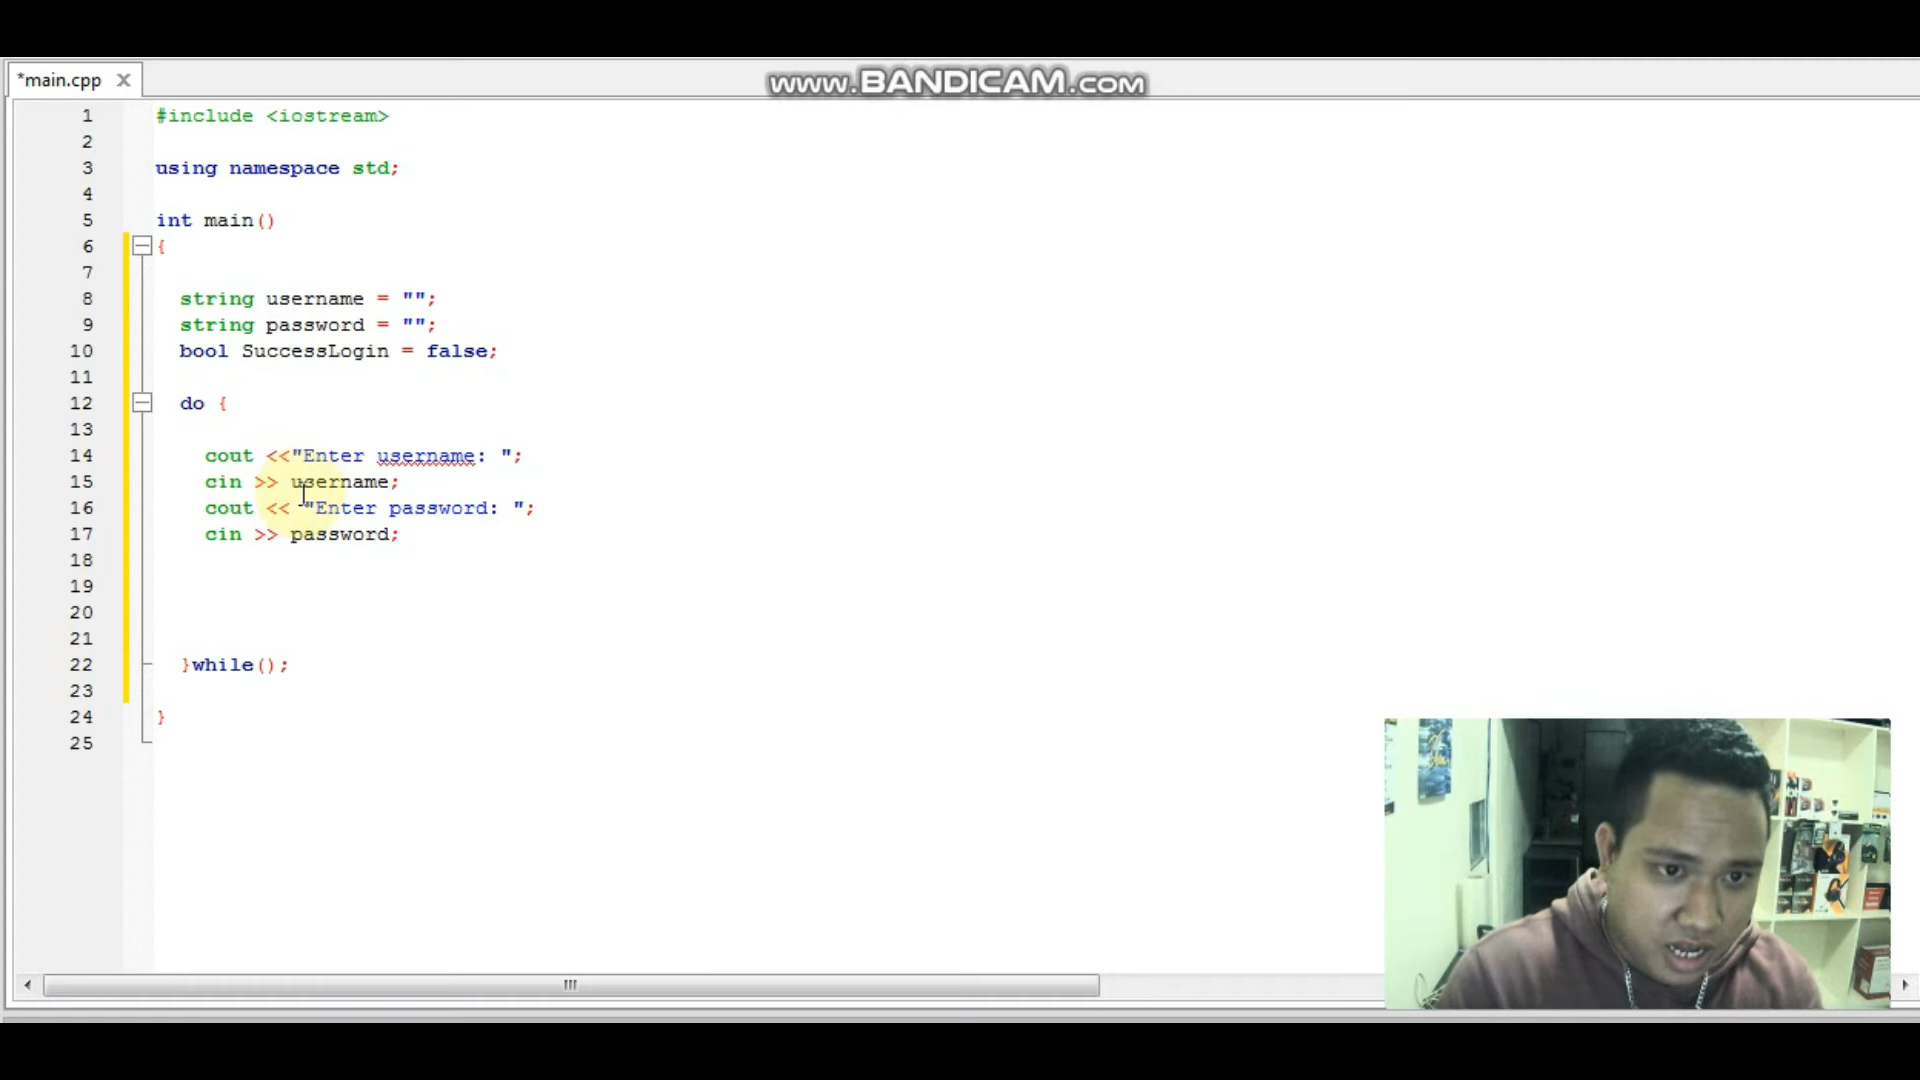 *main.cpp
www.BANDICAM.com
1 #include <iostream>
2
3 using namespace std;
4
5 int main()
6 {
7
8 string username = "";
9 string password = "";
10 bool SuccessLogin = false;
11
12 do {
13
14 cout <<"Enter username: ";
15 cin >> username;
16 cout << "Enter password: ";
17 cin >> password;
18
19
20
21
22 }while();
23
24 }
25